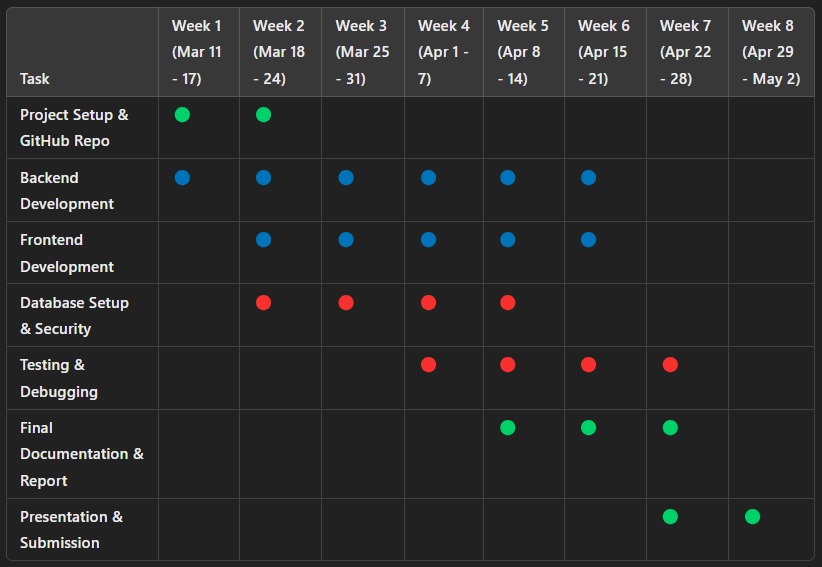 Task
Week 1
(Mar 11
- 17)
Week 2
(Mar 18
- 24)
Week 3
(Mar 25
- 31)
Week 4
(Apr 1 -
7)
Week 5
(Apr 8
- 14)
Week 6
(Apr 15
- 21)
Week 7
(Apr 22
- 28)
Week 8
(Apr 29
- May 2)
Project Setup &
GitHub Repo
Backend
Development
Frontend
Development
Database Setup
& Security
Testing &
Debugging
Final
Documentation &
Report
Presentation &
Submission